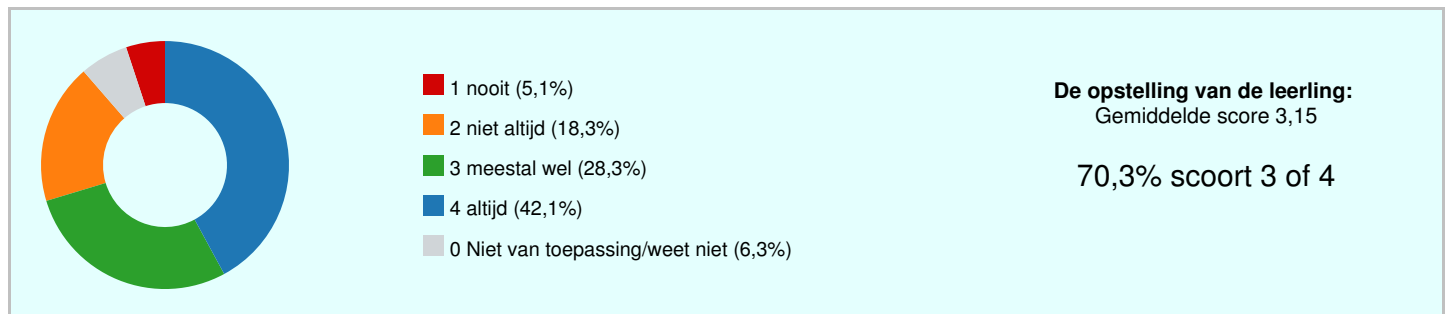 1 nooit (5,1%)
2 niet altijd (18,3%)
3 meestal wel (28,3%)
4 altijd (42,1%)
0 Niet van toepassing/weet niet (6,3%)
De opstelling van de leerling:
Gemiddelde score 3,15
70,3% scoort 3 of 4